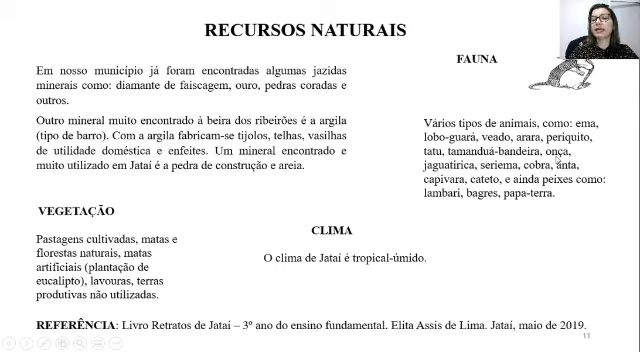 RECURSOS NATURAIS
Em nosso município já foram encontradas algumas jazidas
minerais como: diamante de faiscagem, ouro, pedras coradas e
outros.
Outro mineral muito encontrado à beira dos ribeirões é a argila
(tipo de barro). Com a argila fabricam-se tijolos, telhas, vasilhas
de utilidade doméstica e enfeites. Um mineral encontrado e
muito utilizado em Jataí é a pedra de construção e areia.
FAUNA
Vários tipos de animais, como: ema,
lobo-guará, veado, arara, periquito,
tatu, tamanduá-bandeira, onça,
jaguatirica, seriema, cobra, anta,
capivara, cateto, e ainda peixes como:
lambari, bagres, papa-terra.
VEGETAÇÃO
Pastagens cultivadas, matas e
florestas naturais, matas
artificiais (plantação de
eucalipto), lavouras, terras
produtivas não utilizadas.
CLIMA
O clima de Jataí é tropical-úmido.
REFERÊNCIA: Livro Retratos de Jataí – 3º ano do ensino fundamental. Elita Assis de Lima. Jataí, maio de 2019.
11